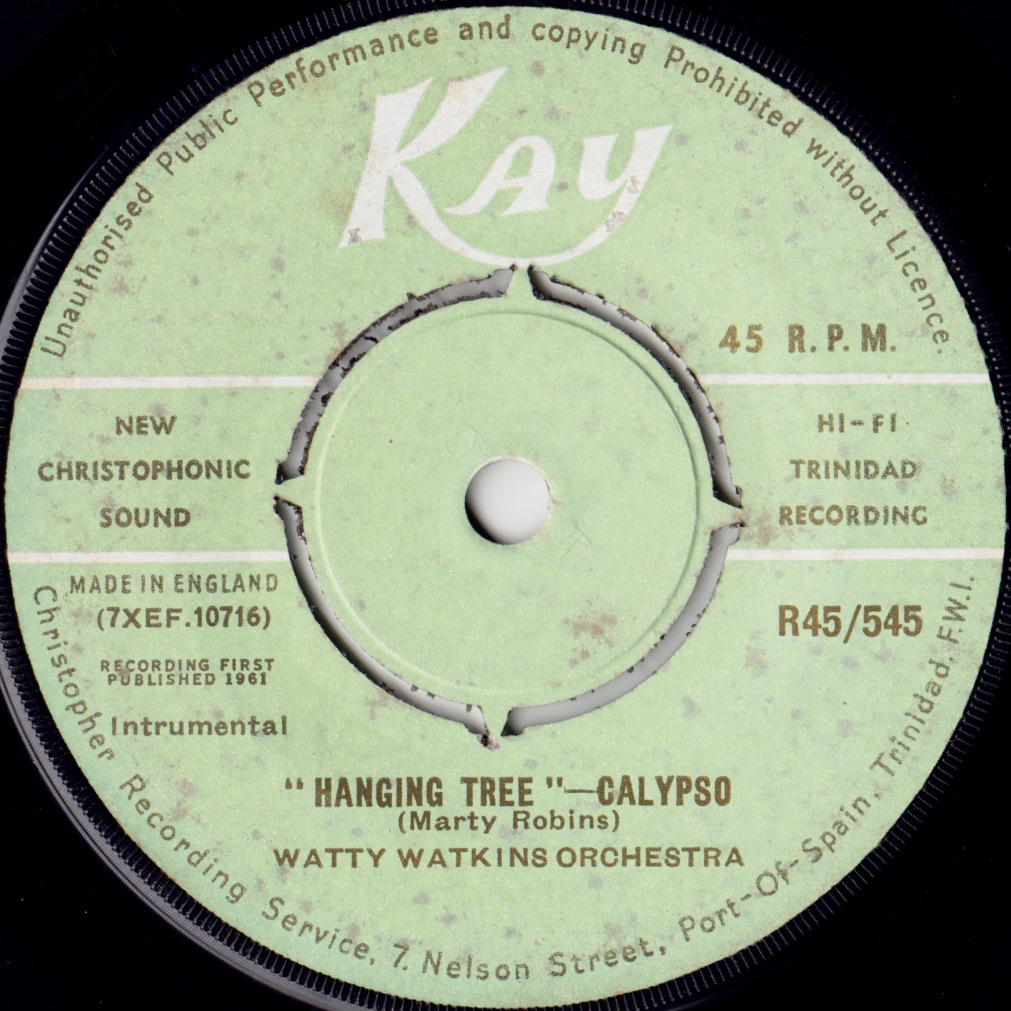 Unauthorised Public Performance and copying Prohibited without Licence.
Kay
45 R.P.M.
NEW
CHRISTOPHONIC
SOUND
HI-FI
TRINIDAD
RECORDING
MADE IN ENGLAND
(7XEF.10716)
R45/545
RECORDING FIRST
PUBLISHED 1961
Intrumental
"HANGING TREE"—CALYPSO
(Marty Robins)
WATTY WATKINS ORCHESTRA
Christopher Recording Service, 7. Nelson Street, Port-Of-Spain, Trinidad, F.W.I.